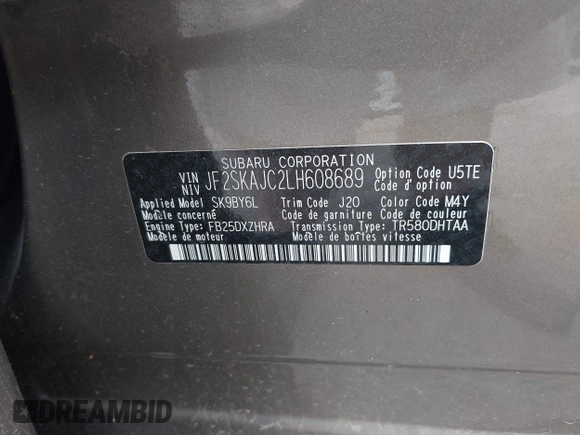 SUBARU CORPORATION
VIN NIV JF2SKAJC2LH608689 Option Code U5TE
Code d'option
Applied Model SK9BY6L Trim Code J20 Color Code M4Y
Modèle concerné Code de garniture Code de couleur
Engine Type: FB25DXZHRA Transmission Type: TR580DHTAA
Modèle de moteur Modèle de boîtes vitesse
DREAMBID